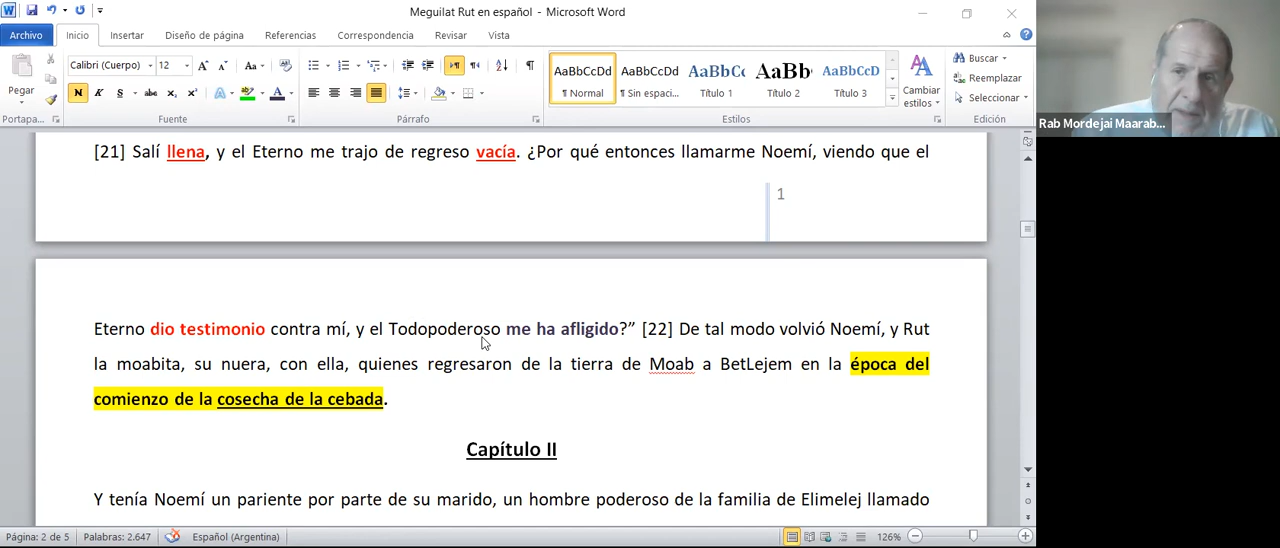 Meguilat Rut en español - Microsoft Word
Archivo Inicio Insertar Diseño de página Referencias Correspondencia Revisar Vista
Pegar
Calibri (Cuerpo) 12
N K S abc x₂ x²
AaBbCcDd AaBbCcDd AaBbCc AaBb AaBbCcD
¶ Normal ¶ Sin espaci... Título 1 Título 2 Título 3
Cambiar estilos
Buscar
Reemplazar
Seleccionar
Portapa... Fuente Párrafo Estilos Edición
Rab Mordejai Maarab...
[21] Salí llena, y el Eterno me trajo de regreso vacía. ¿Por qué entonces llamarme Noemí, viendo que el
1
Eterno dio testimonio contra mí, y el Todopoderoso me ha afligido?” [22] De tal modo volvió Noemí, y Rut
la moabita, su nuera, con ella, quienes regresaron de la tierra de Moab a BetLejem en la época del
comienzo de la cosecha de la cebada.
Capítulo II
Y tenía Noemí un pariente por parte de su marido, un hombre poderoso de la familia de Elimelej llamado
Página: 2 de 5 Palabras: 2.647 Español (Argentina) 126%